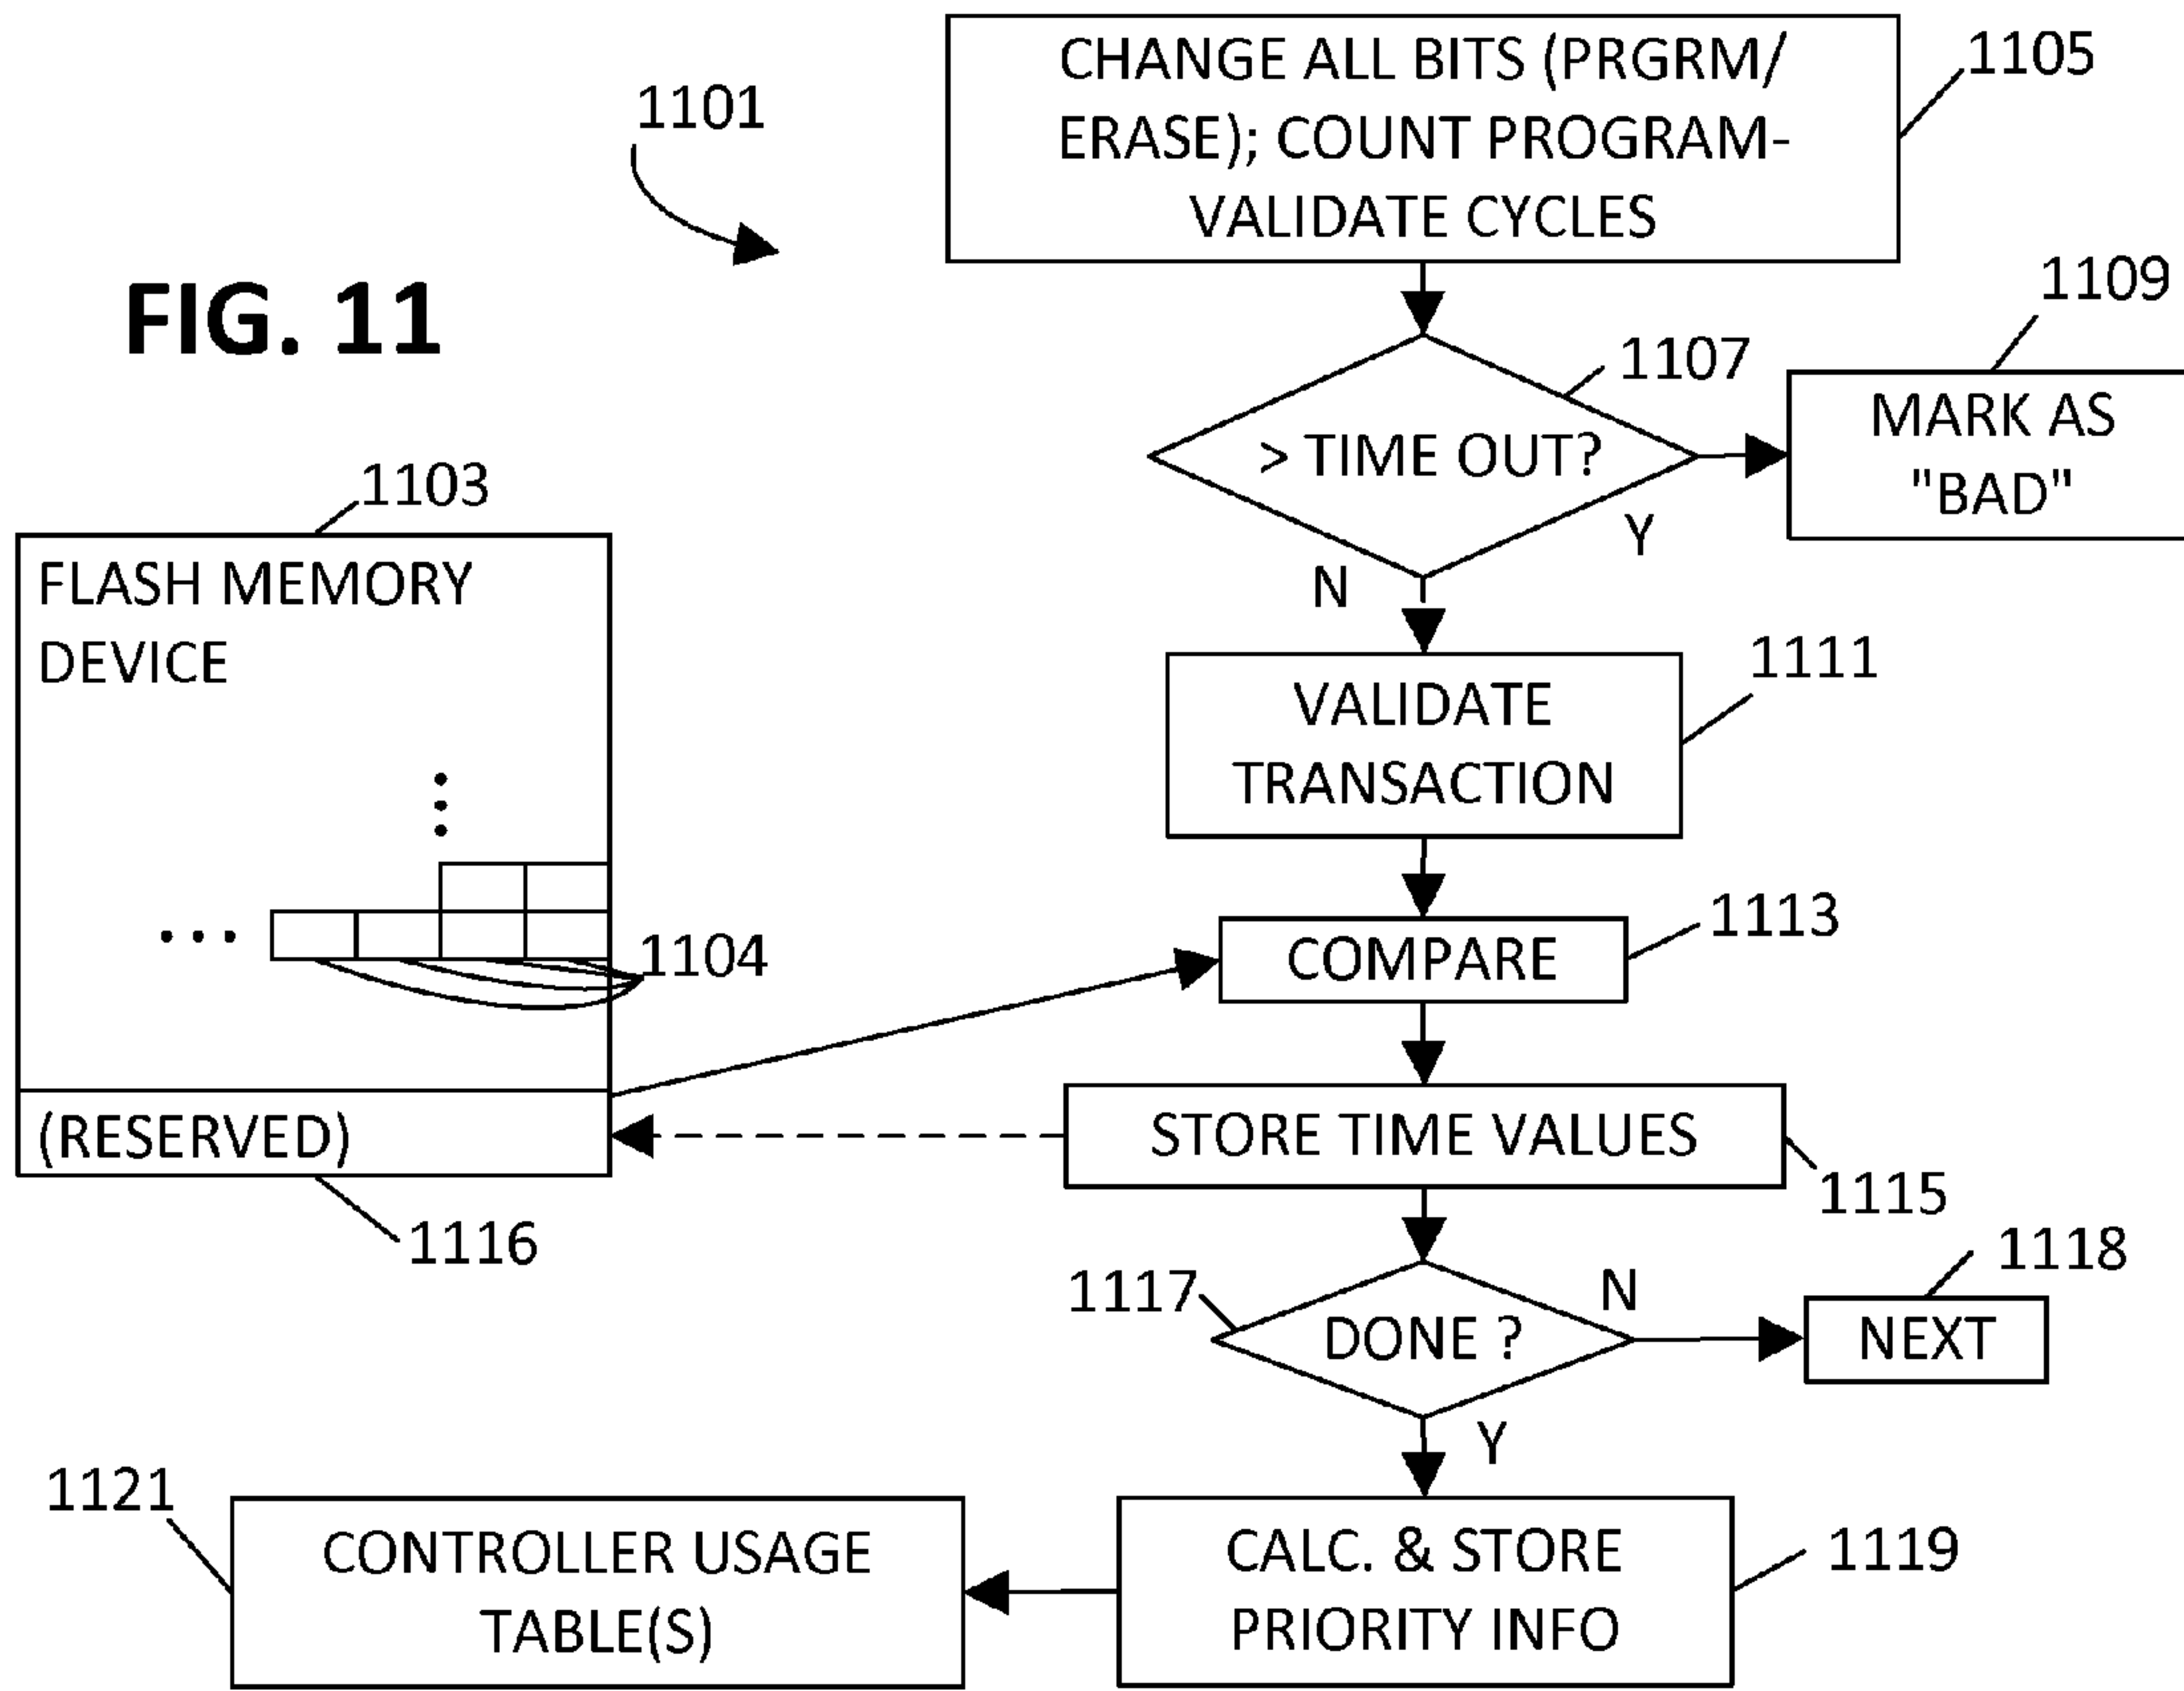 CHANGE ALL BITS (PRGRM/
ERASE); COUNT PROGRAM-
VALIDATE CYCLES
1105
1101
FIG. 11
1109
1107
> TIME OUT?
MARK AS
"BAD"
Y
N
1103
FLASH MEMORY
DEVICE
1111
VALIDATE
TRANSACTION
1113
COMPARE
1104
(RESERVED)
STORE TIME VALUES
1115
1116
1118
1117
N
DONE ?
NEXT
Y
1121
CONTROLLER USAGE
TABLE(S)
CALC. & STORE
PRIORITY INFO
1119